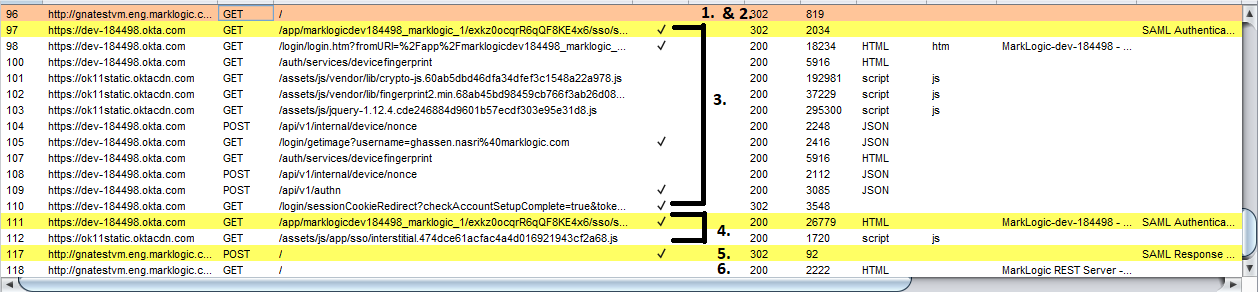 96 http://gnatestvm.eng.marklogic.c... GET / 1. & 2. 302 819
97 https://dev-184498.okta.com GET /app/marklogicdev184498_marklogic_1/exkz0ocqrR6qQF8KE4x6/sso/s... ✓ 302 2034 SAML Authentica...
98 https://dev-184498.okta.com GET /login/login.htm?fromURI=%2Fapp%2Fmarklogicdev184498_marklogic_... ✓ 200 18234 HTML htm MarkLogic-dev-184498 - ...
100 https://dev-184498.okta.com GET /auth/services/devicefingerprint 200 5916 HTML
101 https://ok11static.oktacdn.com GET /assets/js/vendor/lib/crypto-js.60ab5dbd46dfa34dfef3c1548a22a978.js 200 192981 script js
102 https://ok11static.oktacdn.com GET /assets/js/vendor/lib/fingerprint2.min.68ab45bd98459cb766f3ab26d08... 200 37229 script js
103 https://ok11static.oktacdn.com GET /assets/js/jquery-1.12.4.cde246884d9601b57ecdf303e95e31d8.js 3. 200 295300 script js
104 https://dev-184498.okta.com POST /api/v1/internal/device/nonce 200 2248 JSON
105 https://dev-184498.okta.com GET /login/getimage?username=ghassen.nasri%40marklogic.com ✓ 200 2416 JSON
107 https://dev-184498.okta.com GET /auth/services/devicefingerprint 200 5916 HTML
108 https://dev-184498.okta.com POST /api/v1/internal/device/nonce 200 2112 JSON
109 https://dev-184498.okta.com POST /api/v1/authn ✓ 200 3085 JSON
110 https://dev-184498.okta.com GET /login/sessionCookieRedirect?checkAccountSetupComplete=true&toke... ✓ 302 3548
111 https://dev-184498.okta.com GET /app/marklogicdev184498_marklogic_1/exkz0ocqrR6qQF8KE4x6/sso/s... ✓ 4. 200 26779 HTML MarkLogic-dev-184498 - ... SAML Authentica...
112 https://ok11static.oktacdn.com GET /assets/js/app/sso/interstitial.474dce61acfac4a4d016921943cf2a68.js 200 1720 script js
117 http://gnatestvm.eng.marklogic.c... POST / ✓ 5. 302 92 SAML Response ...
118 http://gnatestvm.eng.marklogic.c... GET / 6. 200 2222 HTML MarkLogic REST Server -...